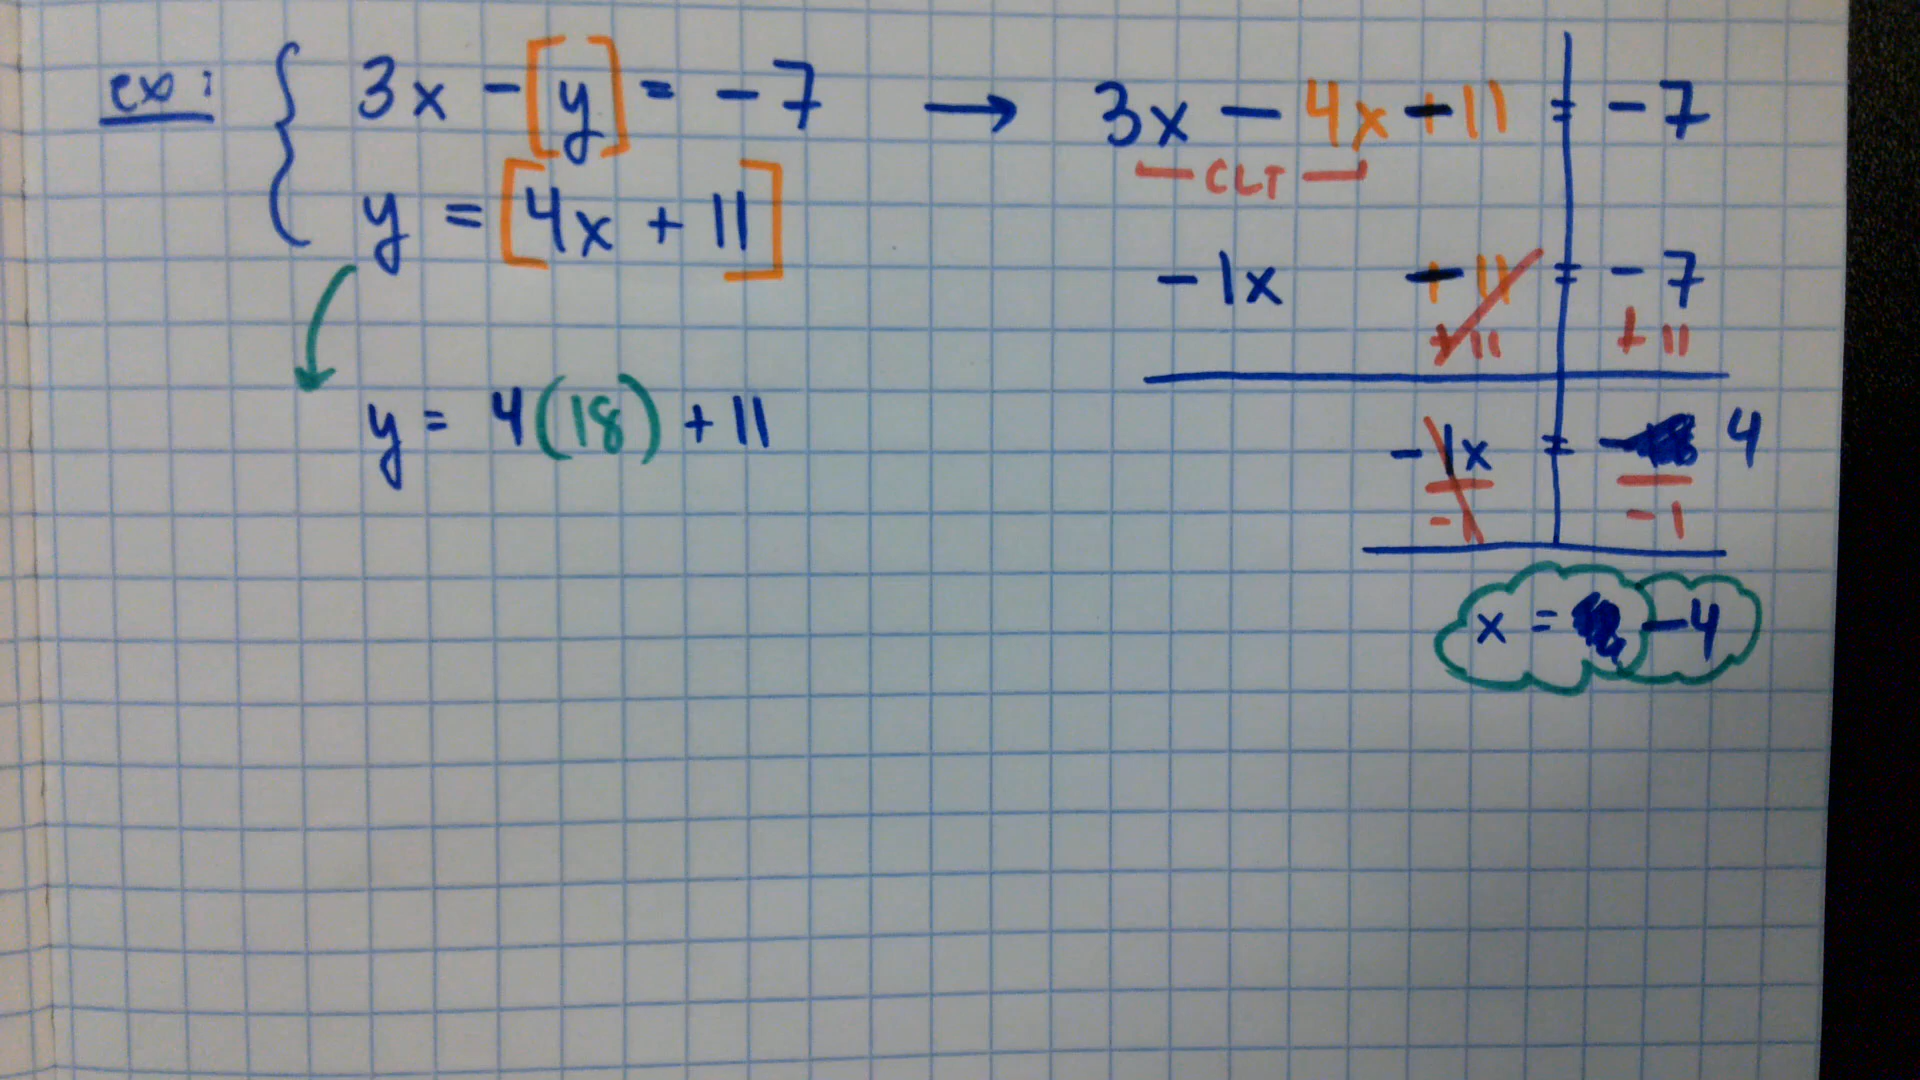 ex: 3x - [y] = -7 → 3x - 4x - 11 = -7
CLT
y = [4x + 11]
-1x - 11 = -7
+11 +11
y = 4(18) + 11
-1x = 4
-1 -1
x = -4